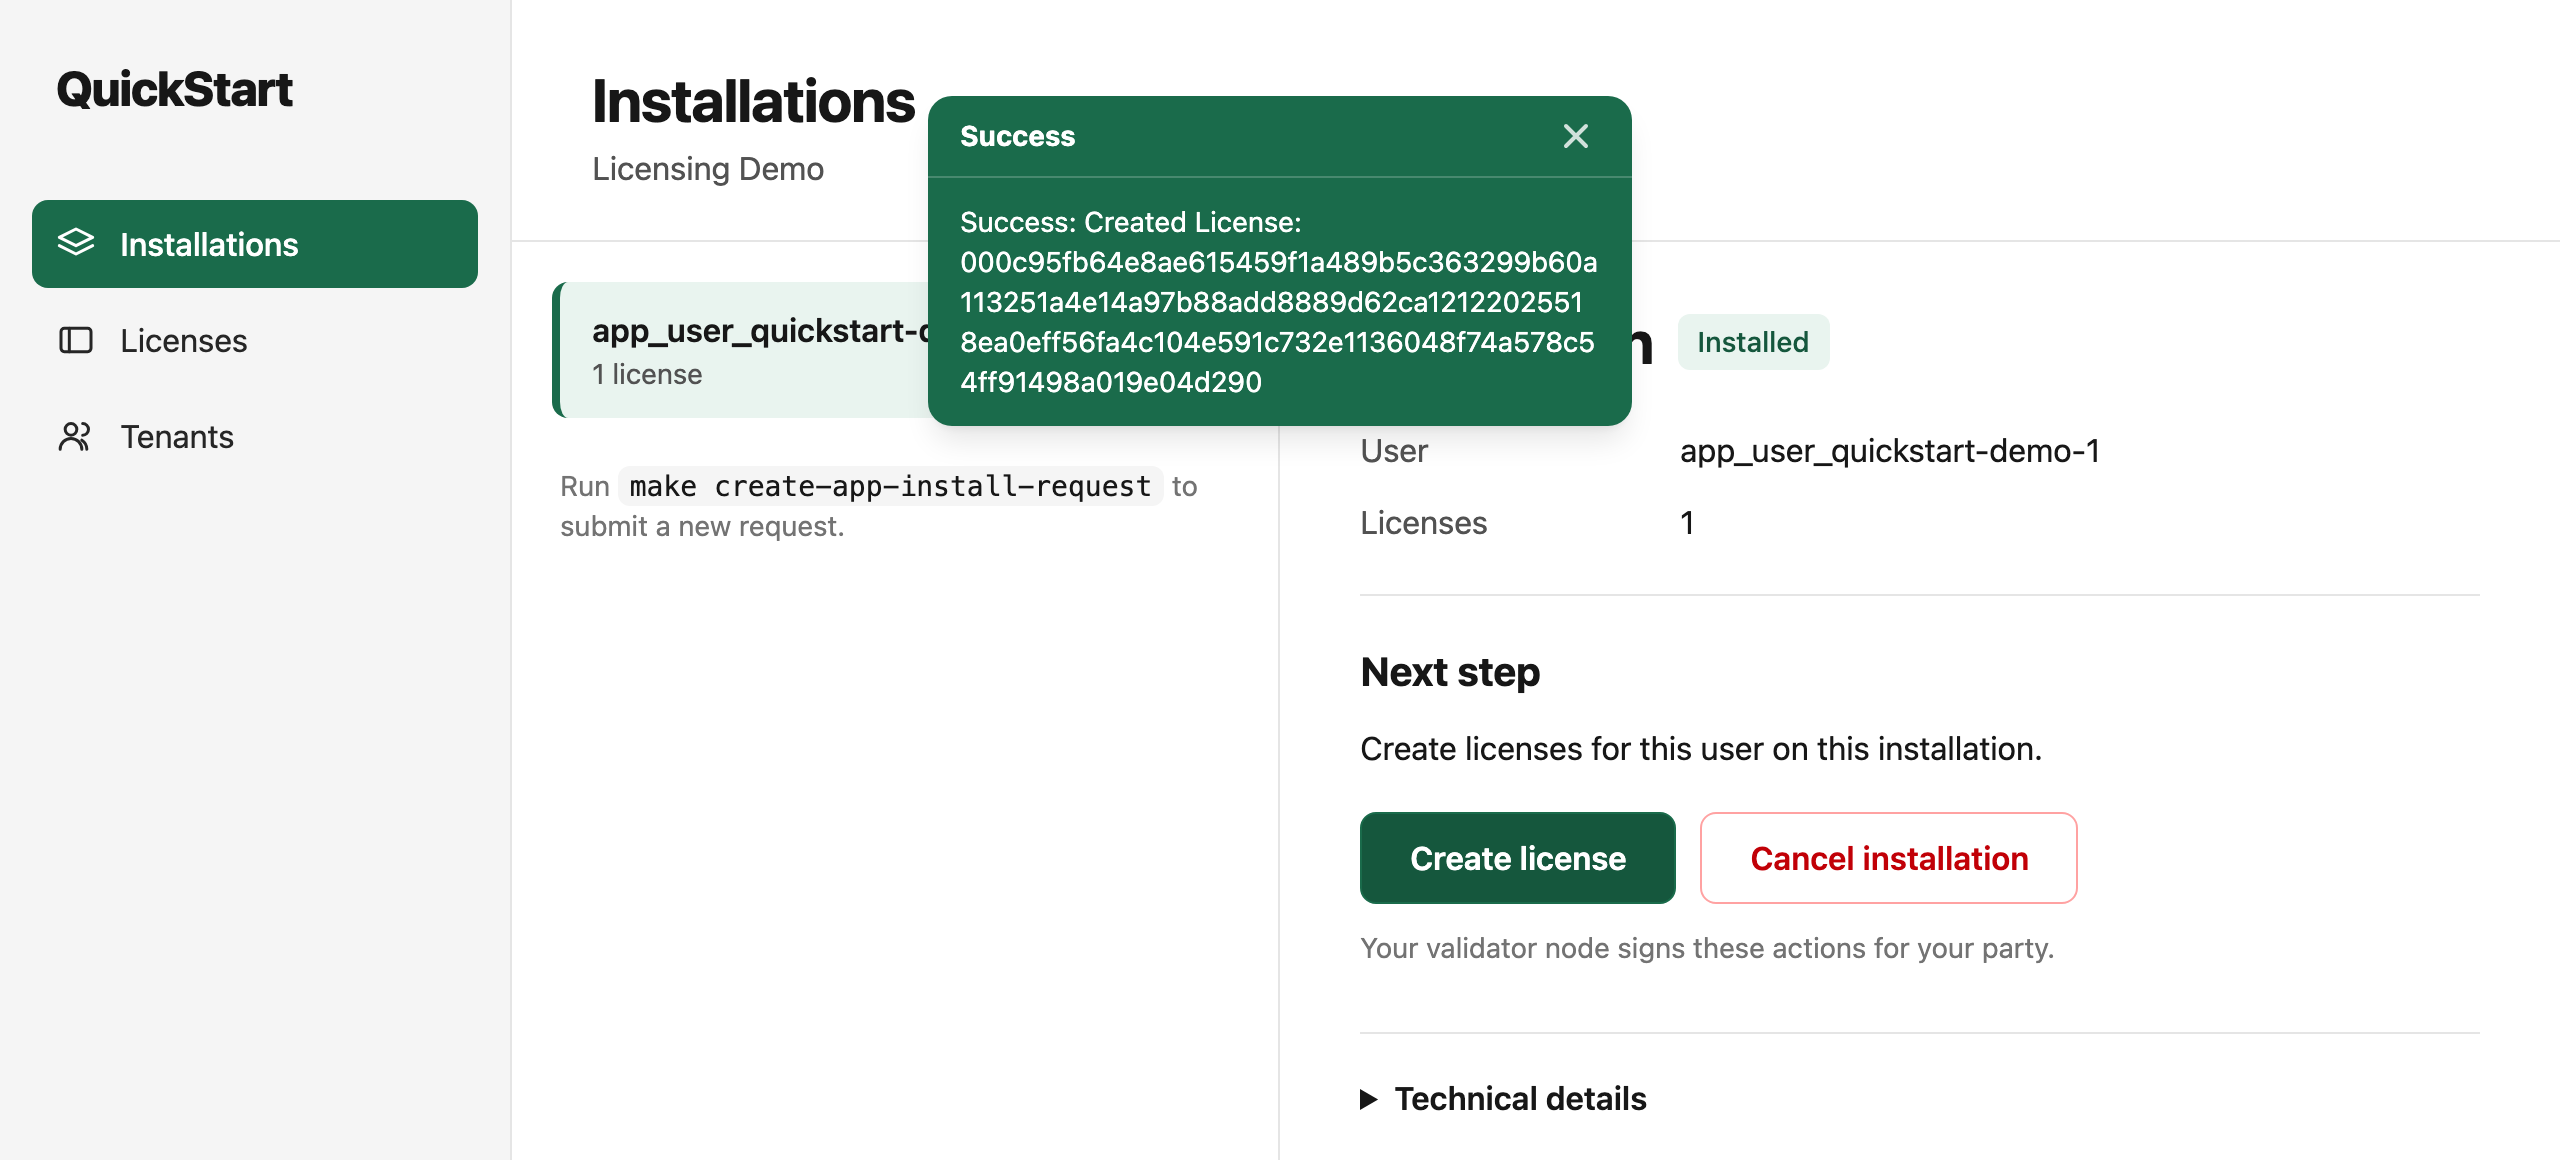 QuickStart
Installations
Licenses
Tenants
Installations
Licensing Demo
Success
Success: Created License:
000c95fb64e8ae615459f1a489b5c363299b60a
113251a4e14a97b88add8889d62ca1212202551
8ea0eff56fa4c104e591c732e1136048f74a578c5
4ff91498a019e04d290
app_user_quickstart-d
1 license
Run make create-app-install-request to
submit a new request.
n Installed
User app_user_quickstart-demo-1
Licenses 1
Next step
Create licenses for this user on this installation.
Create license Cancel installation
Your validator node signs these actions for your party.
Technical details